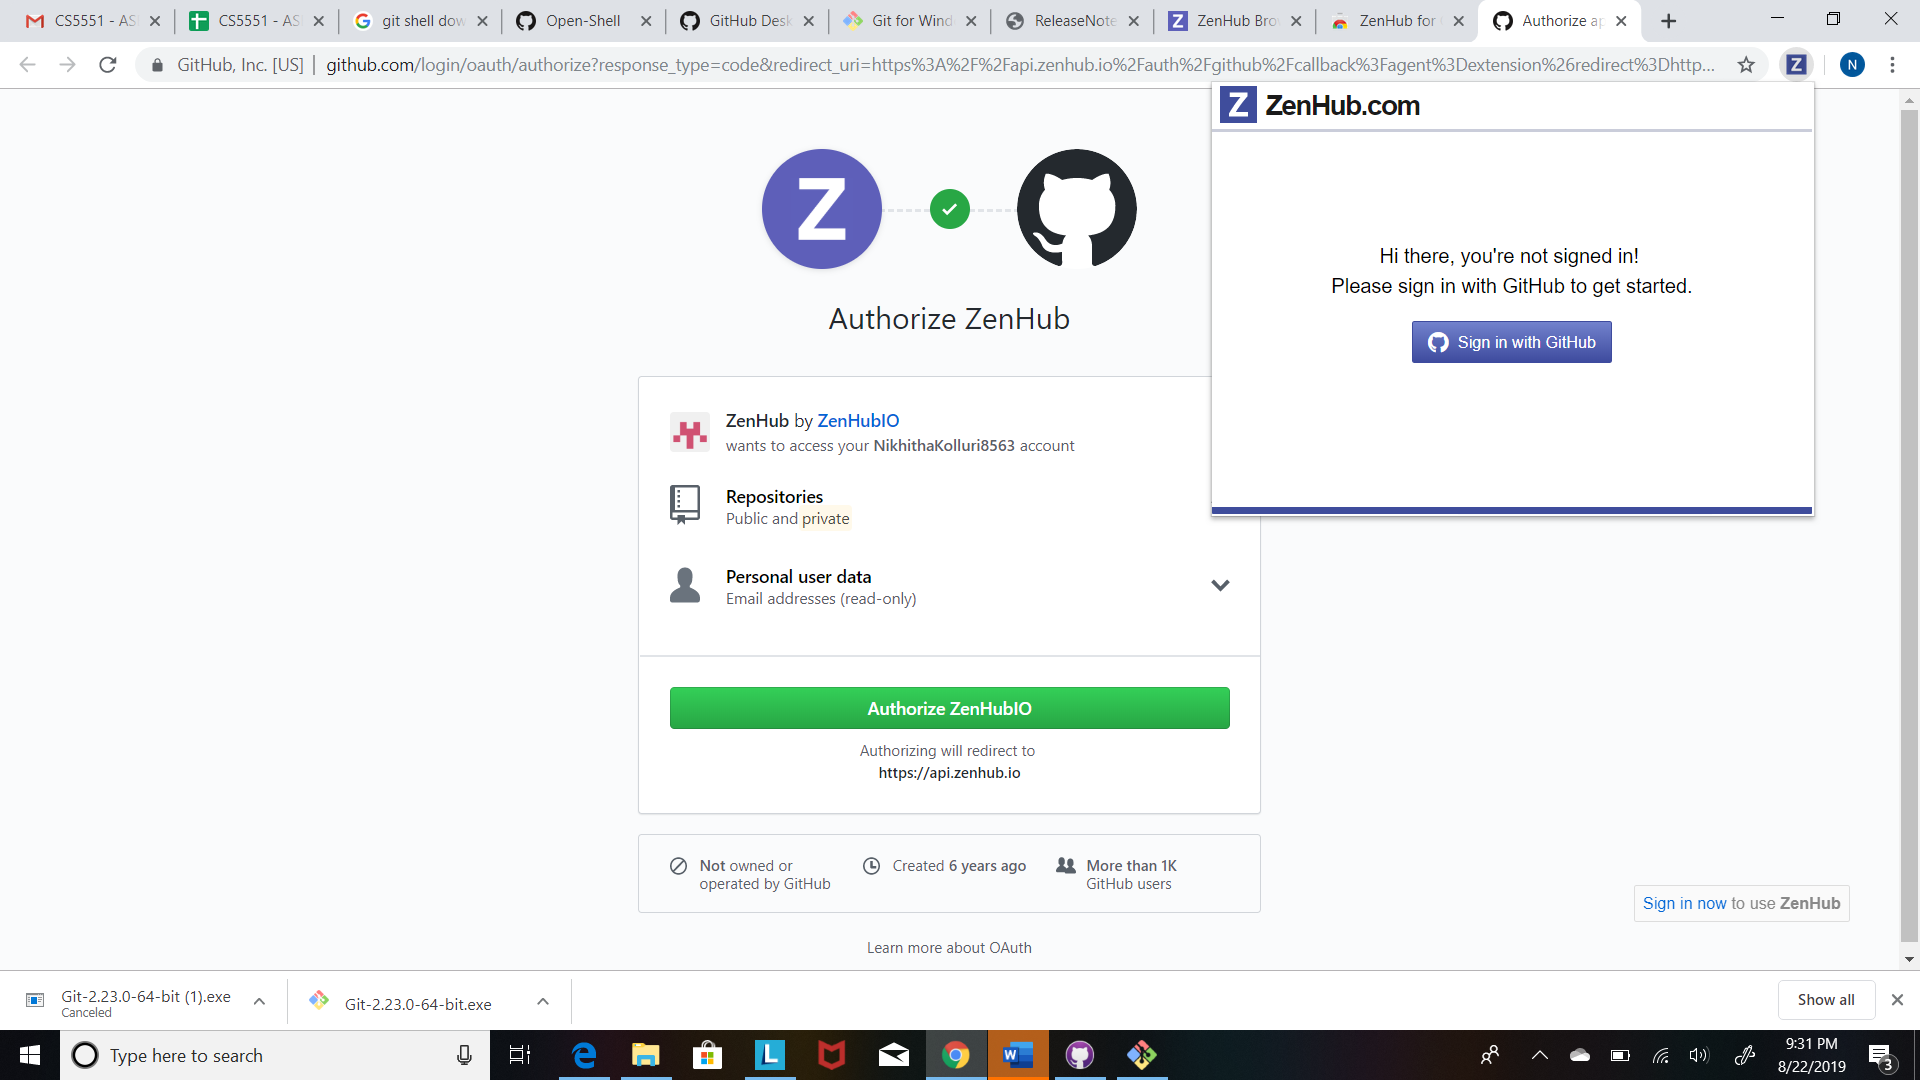 CS5551 - AS
CS5551 - AS
git shell dow
Open-Shell
GitHub Desk
Git for Wind
ReleaseNote
ZenHub Bro
ZenHub for
Authorize ap
GitHub, Inc. [US]
github.com/login/oauth/authorize?response_type=code&redirect_uri=https%3A%2F%2Fapi.zenhub.io%2Fauth%2Fgithub%2Fcallback%3Fagent%3Dextension%26redirect%3Dhttp...
Z
N
Z ZenHub.com
Hi there, you're not signed in!
Please sign in with GitHub to get started.
Sign in with GitHub
Z
Authorize ZenHub
ZenHub by ZenHubIO
wants to access your NikhithaKolluri8563 account
Repositories
Public and private
Personal user data
Email addresses (read-only)
Authorize ZenHubIO
Authorizing will redirect to
https://api.zenhub.io
Not owned or
operated by GitHub
Created 6 years ago
More than 1K
GitHub users
Learn more about OAuth
Sign in now to use ZenHub
Git-2.23.0-64-bit (1).exe
Canceled
Git-2.23.0-64-bit.exe
Show all
Type here to search
9:31 PM
8/22/2019
3